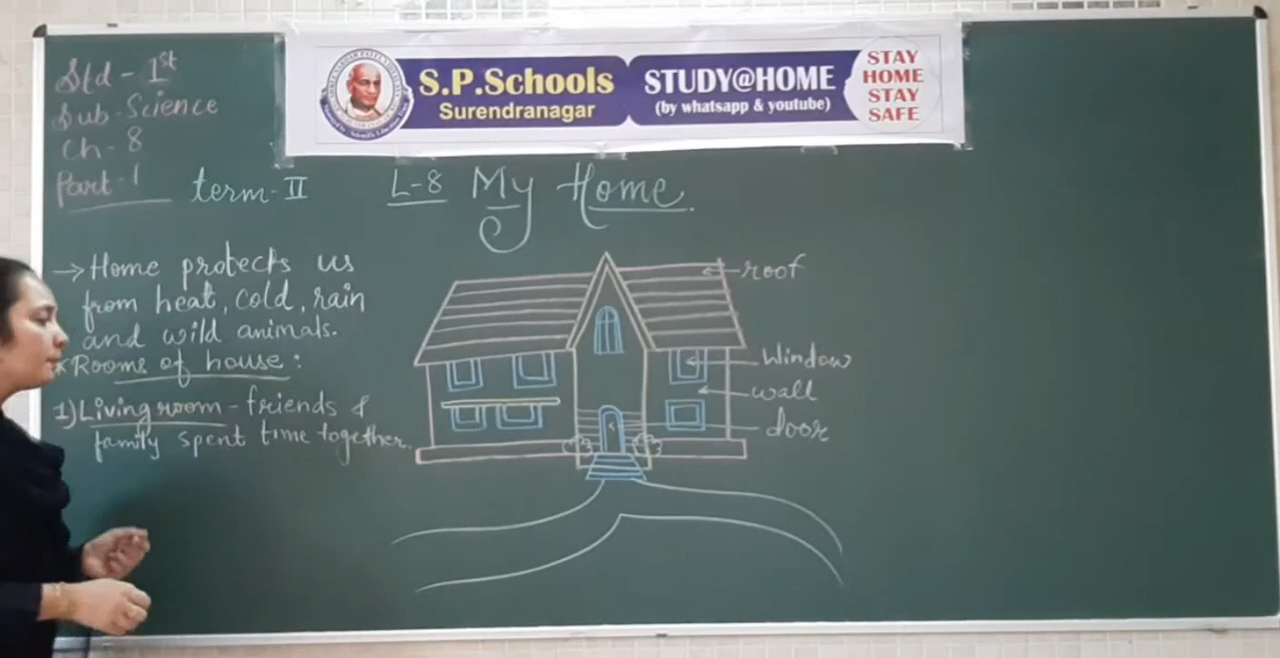 Std - 1st
Sub - Science
Ch - 8
Part - 1
S.P.Schools
Surendranagar
STUDY@HOME
(by whatsapp & youtube)
STAY
HOME
STAY
SAFE
term - II
L-8 My Home.
→ Home protects us
from heat, cold, rain
and wild animals.
* Rooms of house :
1) Living room - friends &
family spent time together.
roof
Window
wall
door